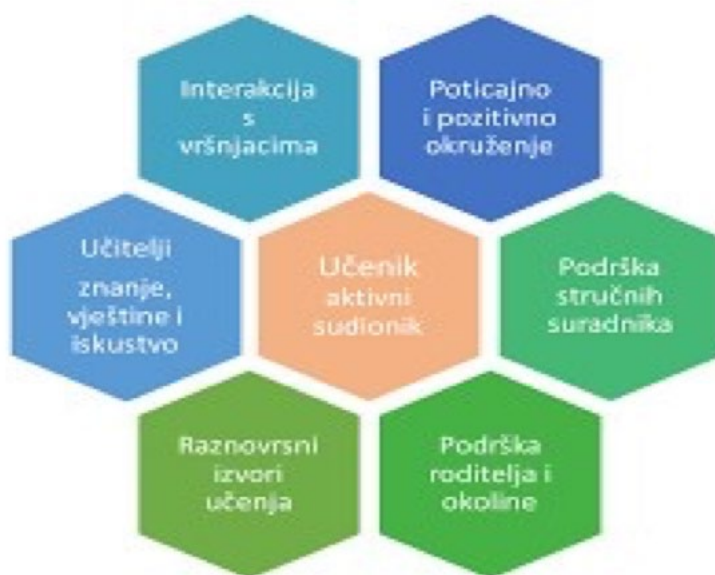 Interakcija
s
vršnjacima
Poticajno
i pozitivno
okruženje
Učitelji
znanje,
vještine i
iskustvo
Učenik
aktivni
sudionik
Podrška
stručnih
suradnika
Raznovrsni
izvori
učenja
Podrška
roditelja i
okoline